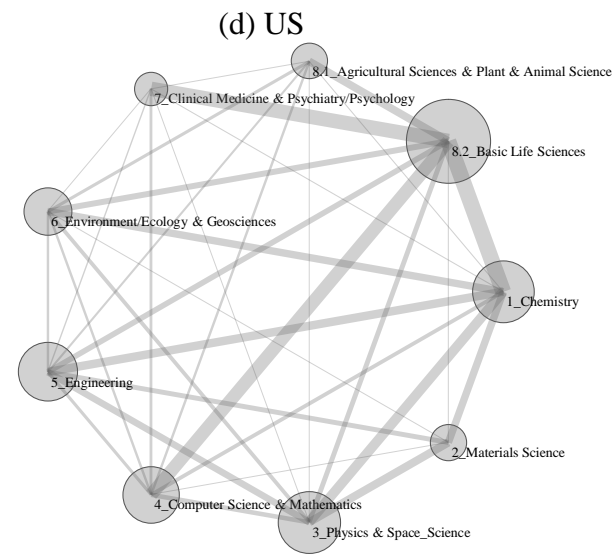 (d) US
8.1_Agricultural Sciences & Plant & Animal Science
7_Clinical Medicine & Psychiatry/Psychology
8.2_Basic Life Sciences
6_Environment/Ecology & Geosciences
1_Chemistry
5_Engineering
2_Materials Science
4_Computer Science & Mathematics
3_Physics & Space_Science